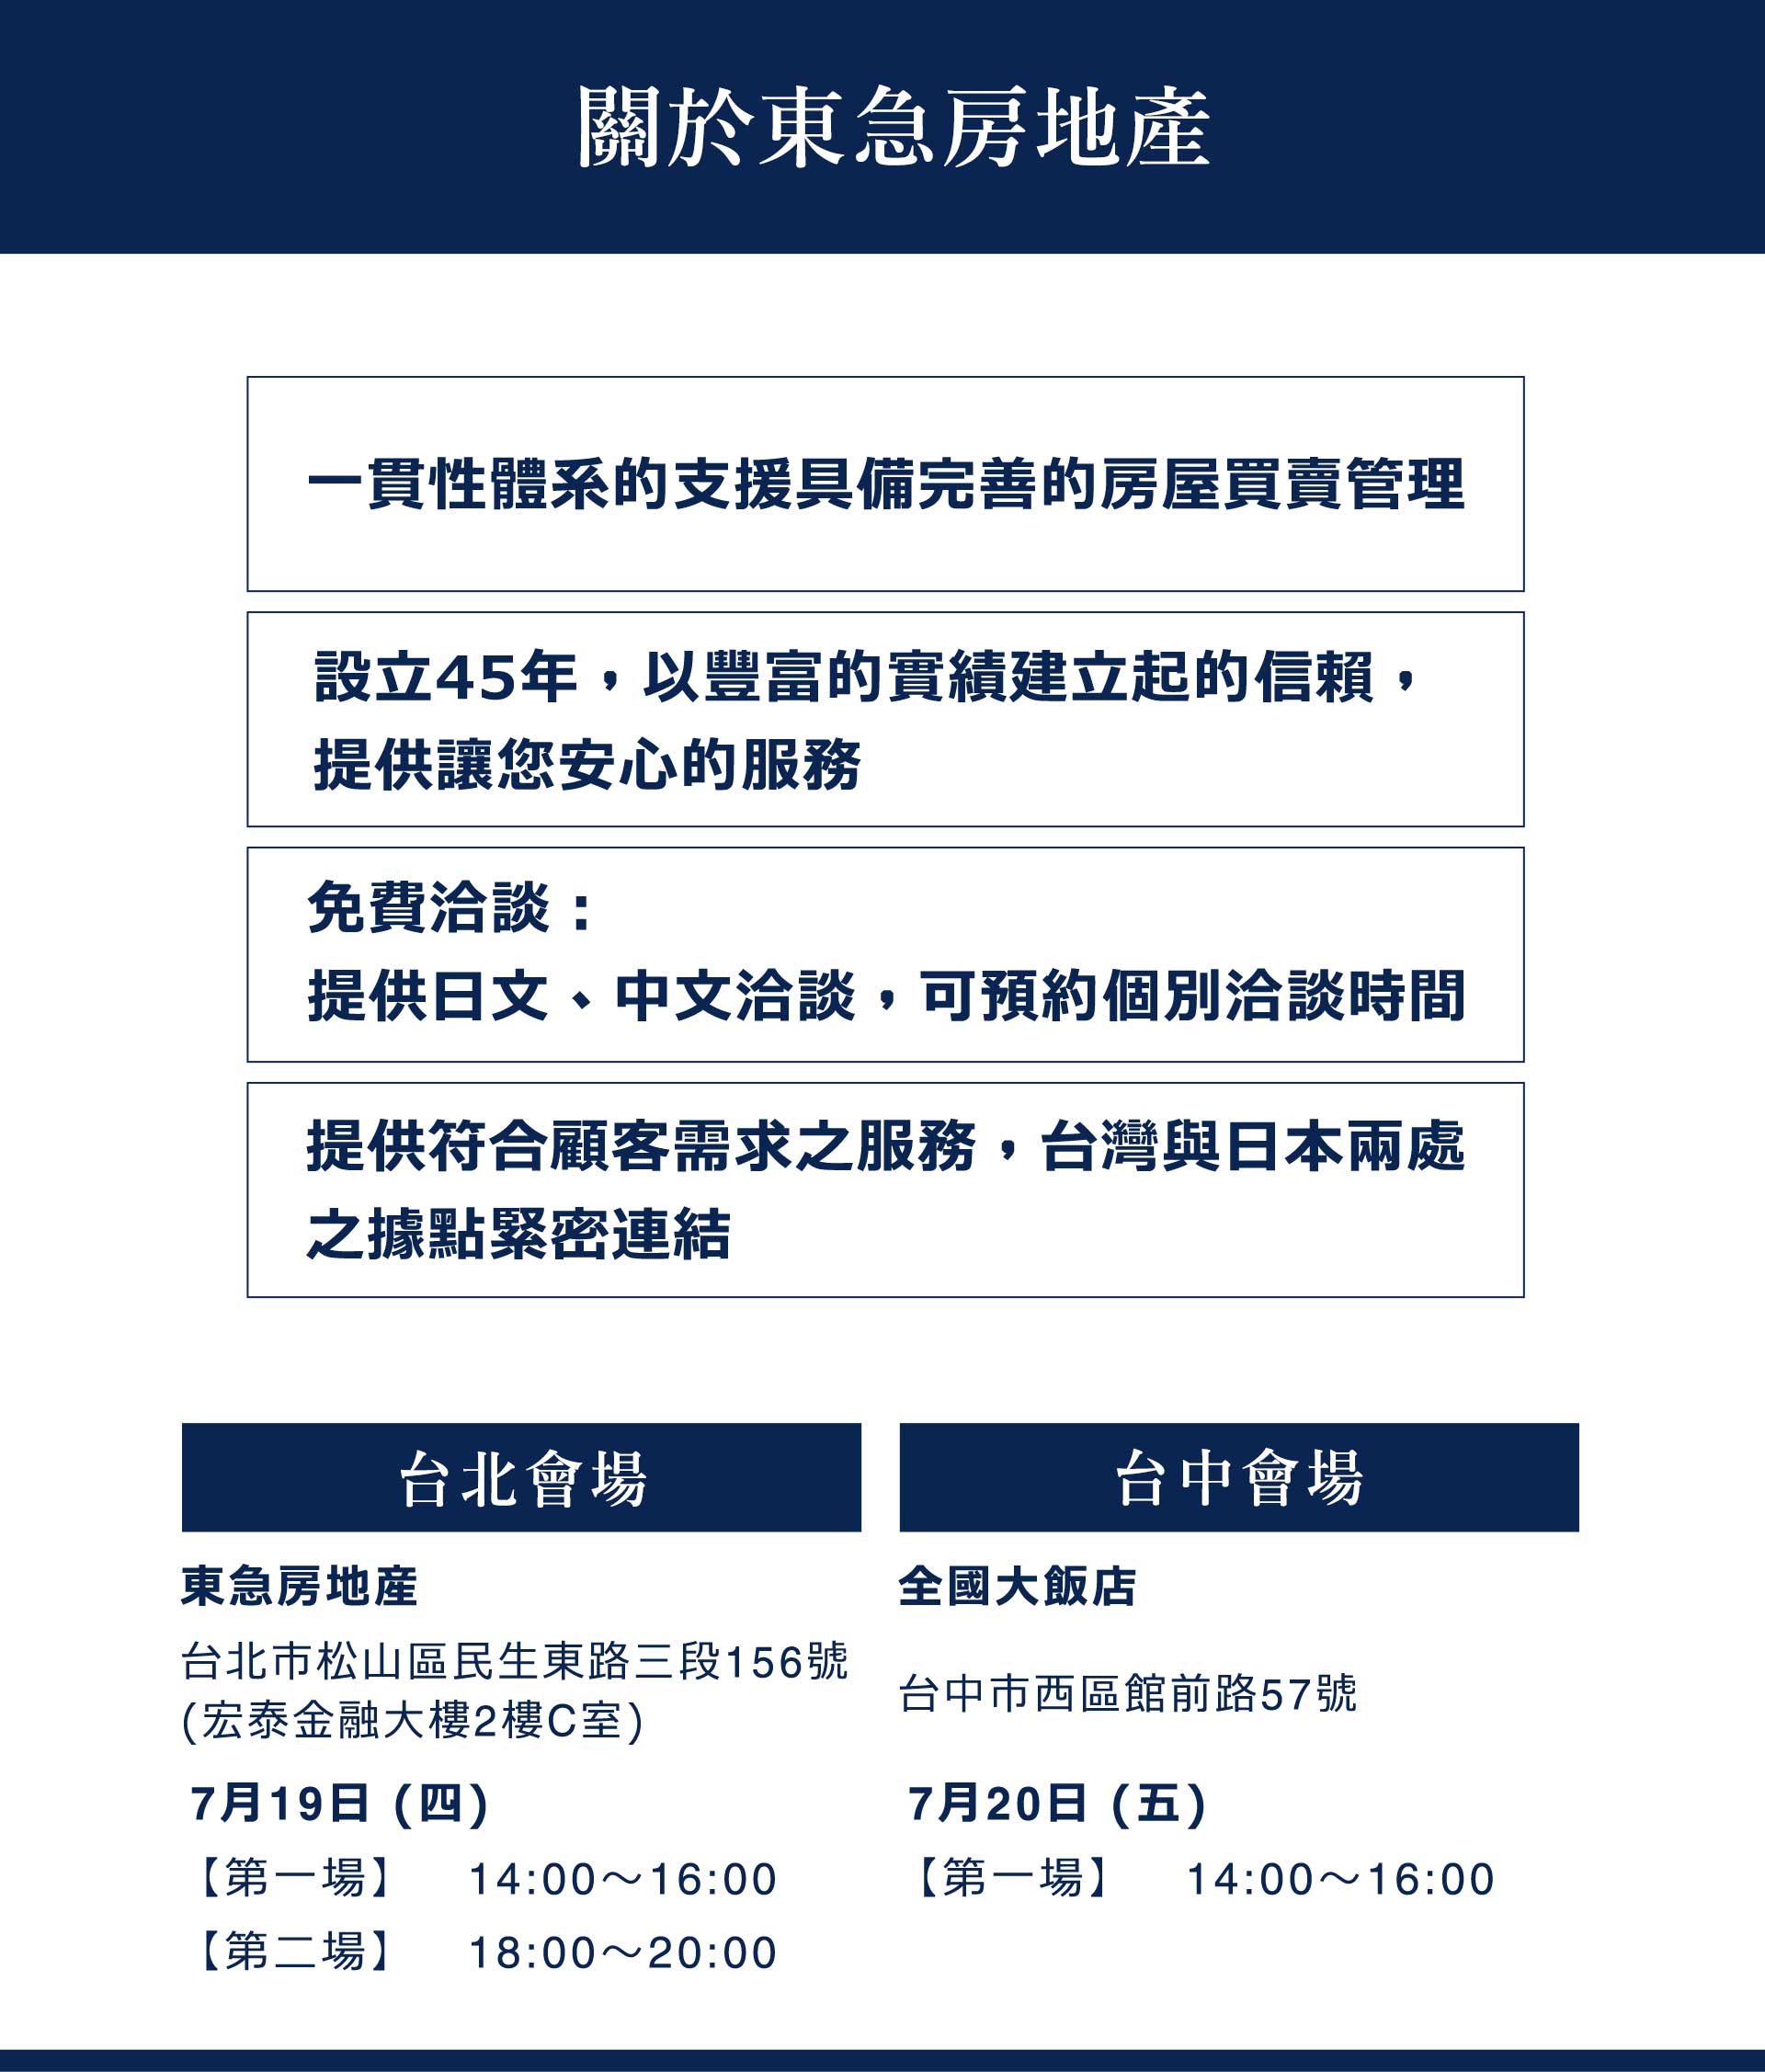 關於東急房地產
一貫性體系的支援具備完善的房屋買賣管理
設立45年，以豐富的實績建立起的信賴，
提供讓您安心的服務
免費洽談：
提供日文、中文洽談，可預約個別洽談時間
提供符合顧客需求之服務，台灣與日本兩處
之據點緊密連結
台北會場
東急房地産
台北市松山區民生東路三段156號
(宏泰金融大樓2樓C室)
7月19日 (四)
【第一場】 14:00～16:00
【第二場】 18:00～20:00
台中會場
全國大飯店
台中市西區館前路57號
7月20日 (五)
【第一場】 14:00～16:00